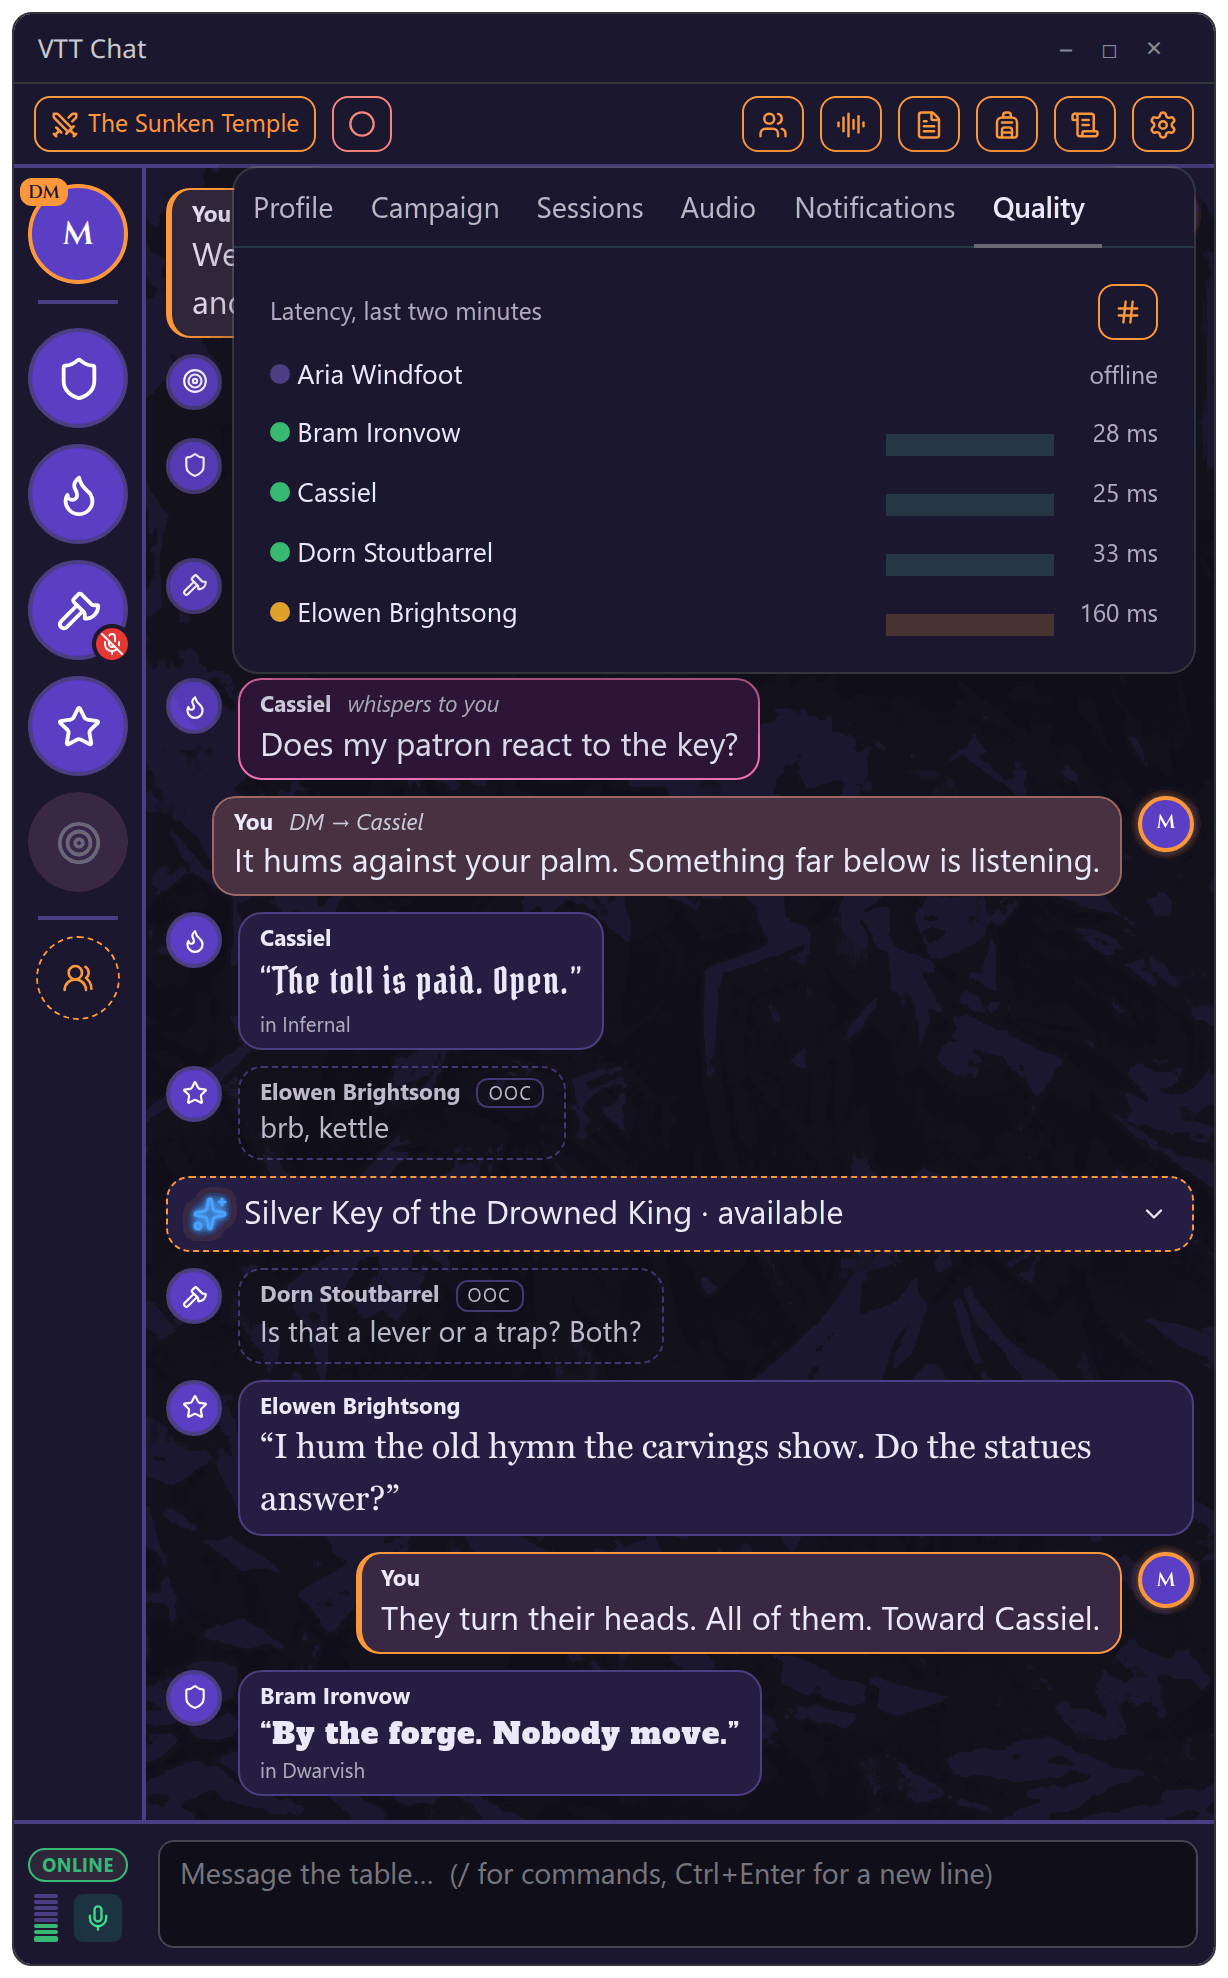 VTT Chat
The Sunken Temple
DM
M
Profile Campaign Sessions Audio Notifications Quality
Latency, last two minutes
Aria Windfoot offline
Bram Ironvow 28 ms
Cassiel 25 ms
Dorn Stoutbarrel 33 ms
Elowen Brightsong 160 ms
You
We
and
Cassiel whispers to you
Does my patron react to the key?
You DM → Cassiel
It hums against your palm. Something far below is listening.
M
Cassiel
“The toll is paid. Open.”
in Infernal
Elowen Brightsong OOC
brb, kettle
Silver Key of the Drowned King · available
Dorn Stoutbarrel OOC
Is that a lever or a trap? Both?
Elowen Brightsong
“I hum the old hymn the carvings show. Do the statues
answer?”
You
They turn their heads. All of them. Toward Cassiel.
M
Bram Ironvow
“By the forge. Nobody move.”
in Dwarvish
ONLINE
Message the table... (/ for commands, Ctrl+Enter for a new line)